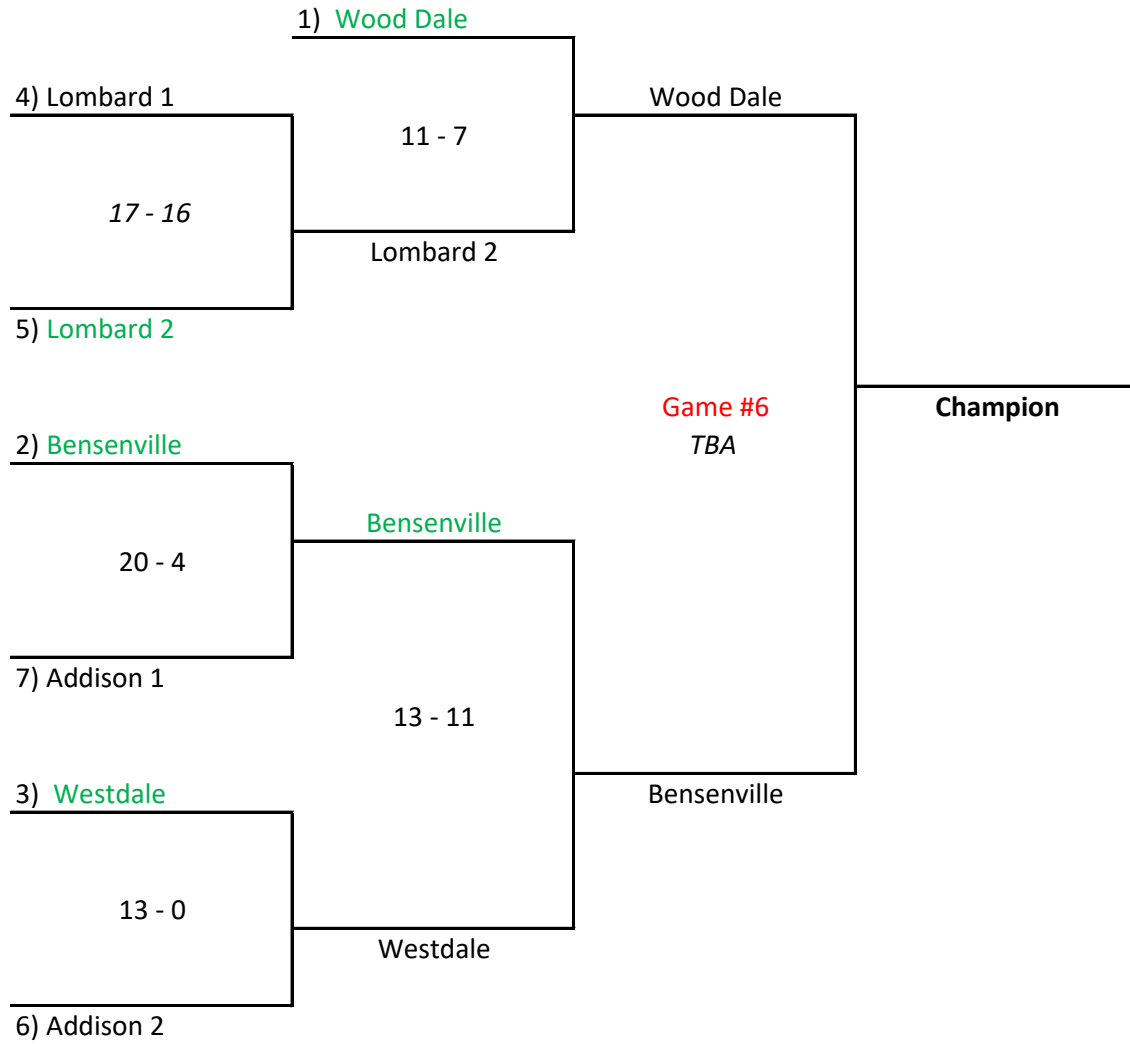 1) Wood Dale
4) Lombard 1
Wood Dale
11 - 7
17 - 16
Lombard 2
5) Lombard 2
Game #6
Champion
2) Bensenville
TBA
Bensenville
20 - 4
7) Addison 1
13 - 11
3) Westdale
Bensenville
13 - 0
Westdale
6) Addison 2